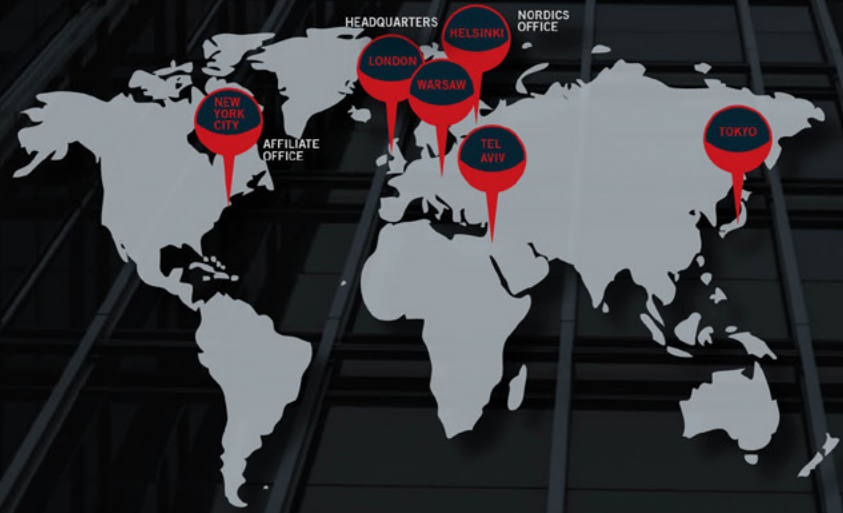 HEADQUARTERS
NORDICS
OFFICE
HELSINKI
LONDON
WARSAW
NEW
YORK
CITY
AFFILIATE
OFFICE
TEL
AVIV
TOKYO